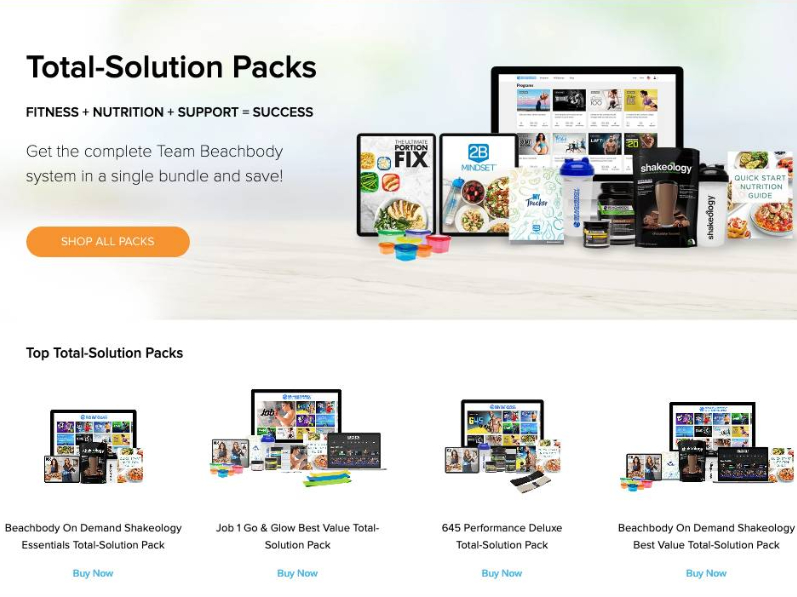 Total-Solution Packs
FITNESS + NUTRITION + SUPPORT = SUCCESS
Get the complete Team Beachbody
system in a single bundle and save!
SHOP ALL PACKS
Programs
THE ULTIMATE
PORTION
FIX
2B
MINDSET
MY
Tracker
shakeology
shakeology
QUICK START
NUTRITION
GUIDE
Top Total-Solution Packs
Beachbody On Demand Shakeology
Essentials Total-Solution Pack
Buy Now
Job 1 Go & Glow Best Value Total-
Solution Pack
Buy Now
645 Performance Deluxe
Total-Solution Pack
Buy Now
Beachbody On Demand Shakeology
Best Value Total-Solution Pack
Buy Now